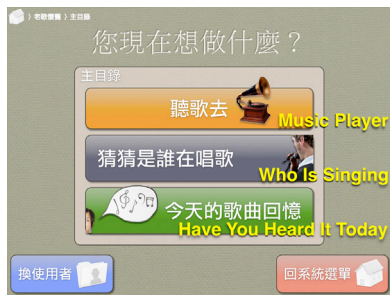 〉老歌懷舊 〉主目錄
您現在想做什麼？
主目錄
聽歌去
Music Player
猜猜是誰在唱歌
Who Is Singing
今天的歌曲回憶
Have You Heard It Today
換使用者
回系統選單